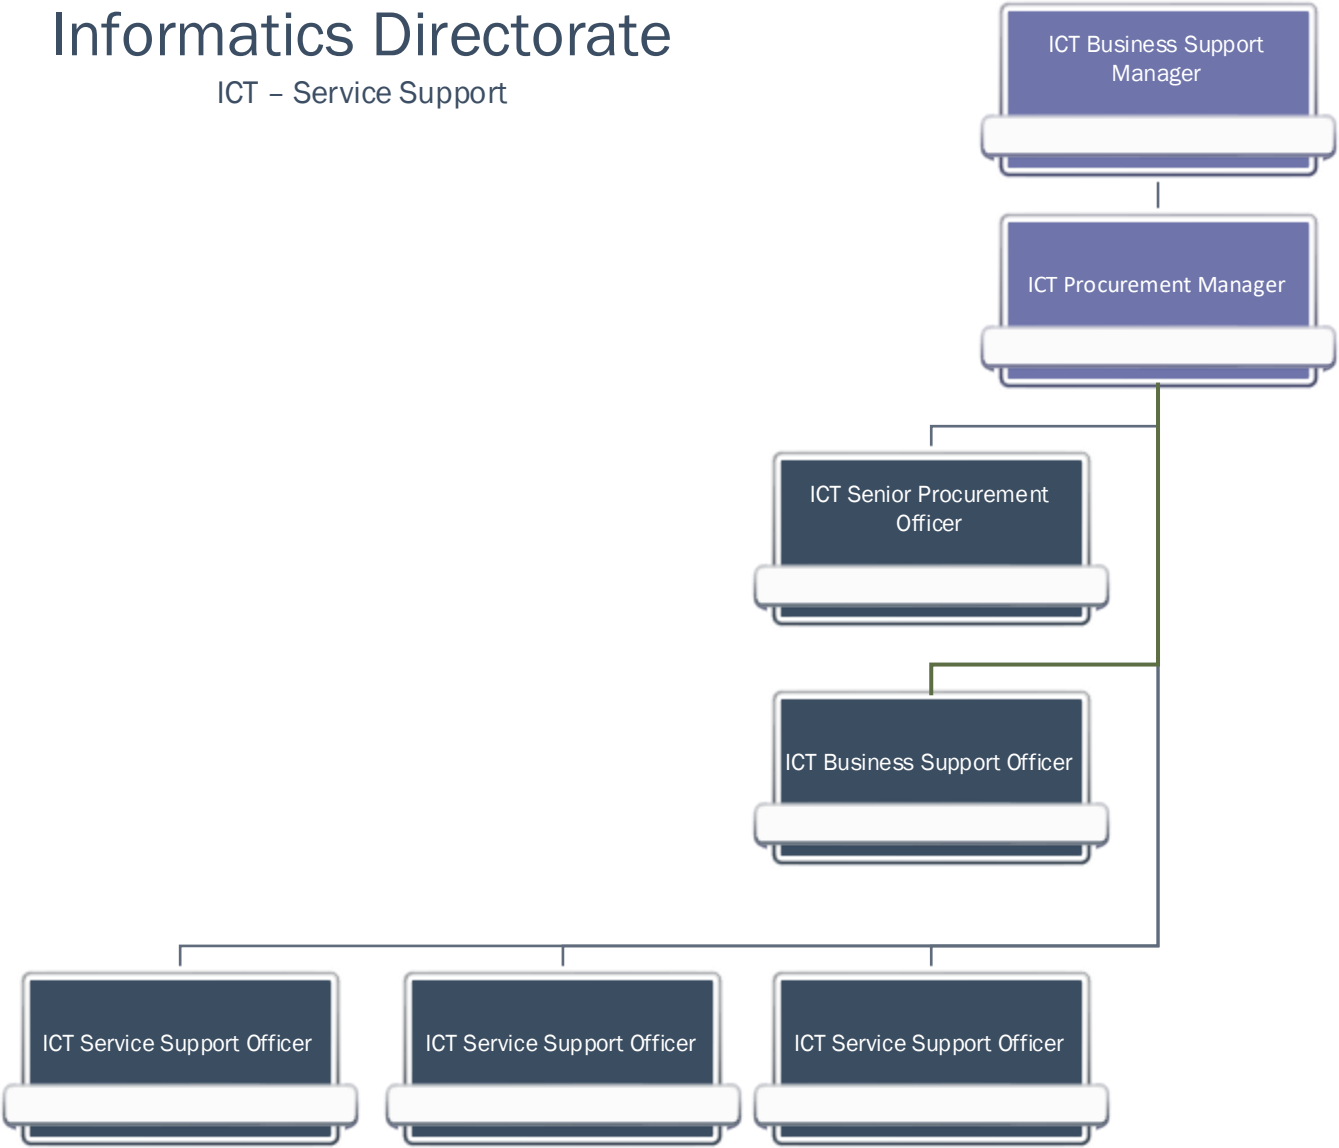 Informatics Directorate
ICT – Service Support
ICT Business Support
Manager
ICT Procurement Manager
ICT Senior Procurement
Officer
ICT Business Support Officer
ICT Service Support Officer
ICT Service Support Officer
ICT Service Support Officer